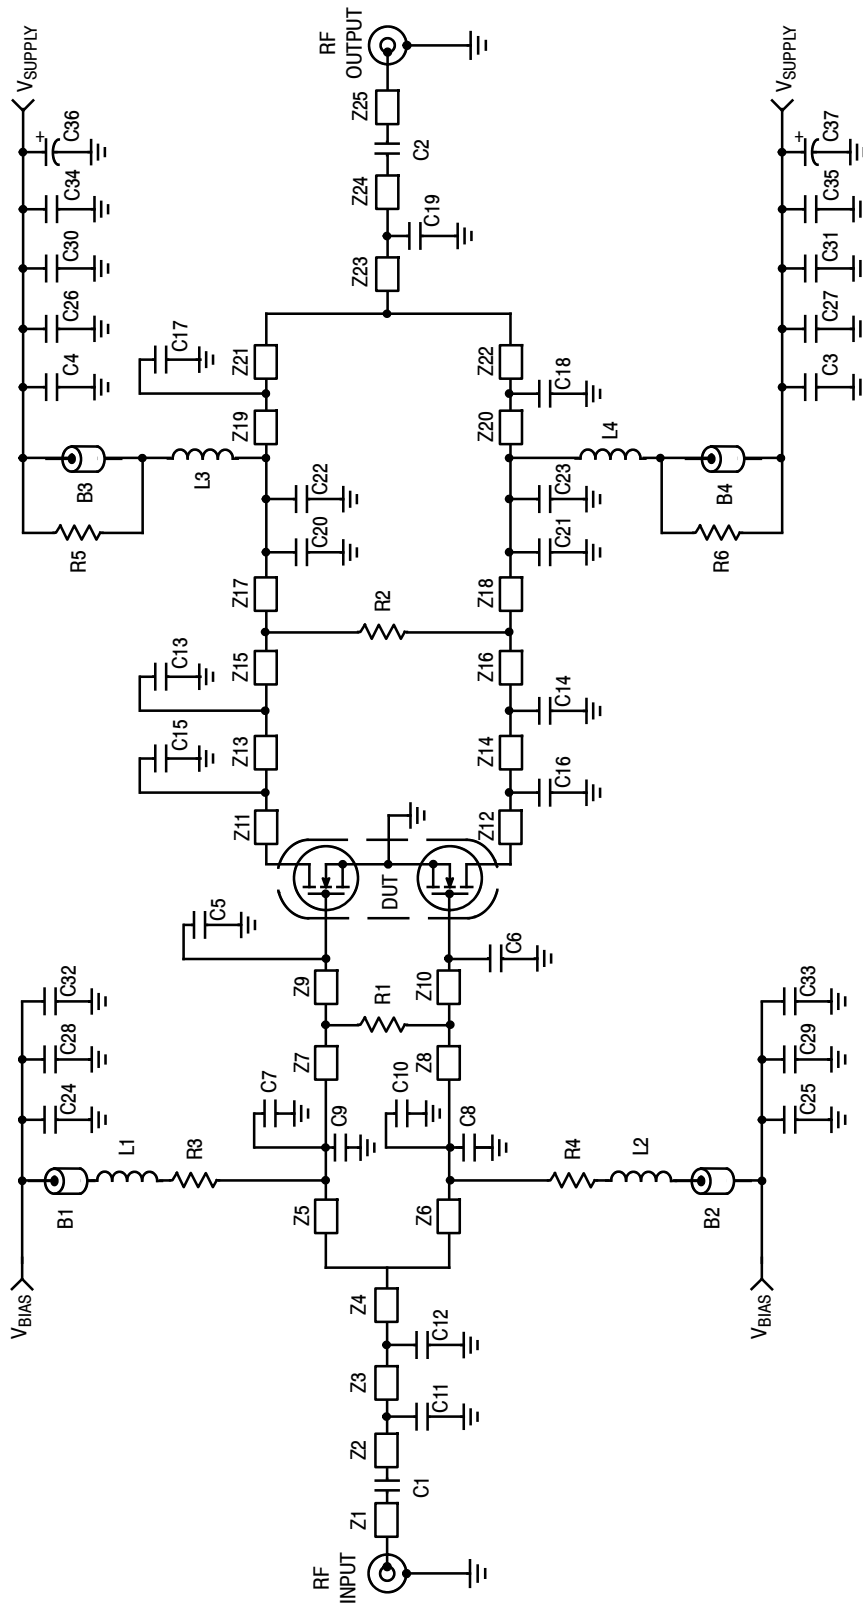 VSUPPLY
C36
+
C34
C30
C26
C4
B3
R5
L3
C17
Z21
Z19
C22
C20
Z17
R2
C13
Z15
C15
Z13
Z11
RF
OUTPUT
Z25
C2
Z24
C19
Z23
Z22
C18
Z20
L4
C23
C21
Z18
B4
R6
Z16
C14
Z14
C16
Z12
VSUPPLY
C37
+
C35
C31
C27
C3
DUT
C5
C6
Z9
Z10
R1
Z7
Z8
C7
C9
C10
C8
C32
C28
C24
L1
R3
B1
Z5
Z6
VBIAS
R4
L2
B2
C33
C29
C25
VBIAS
Z4
C12
Z3
C11
Z2
C1
Z1
RF
INPUT